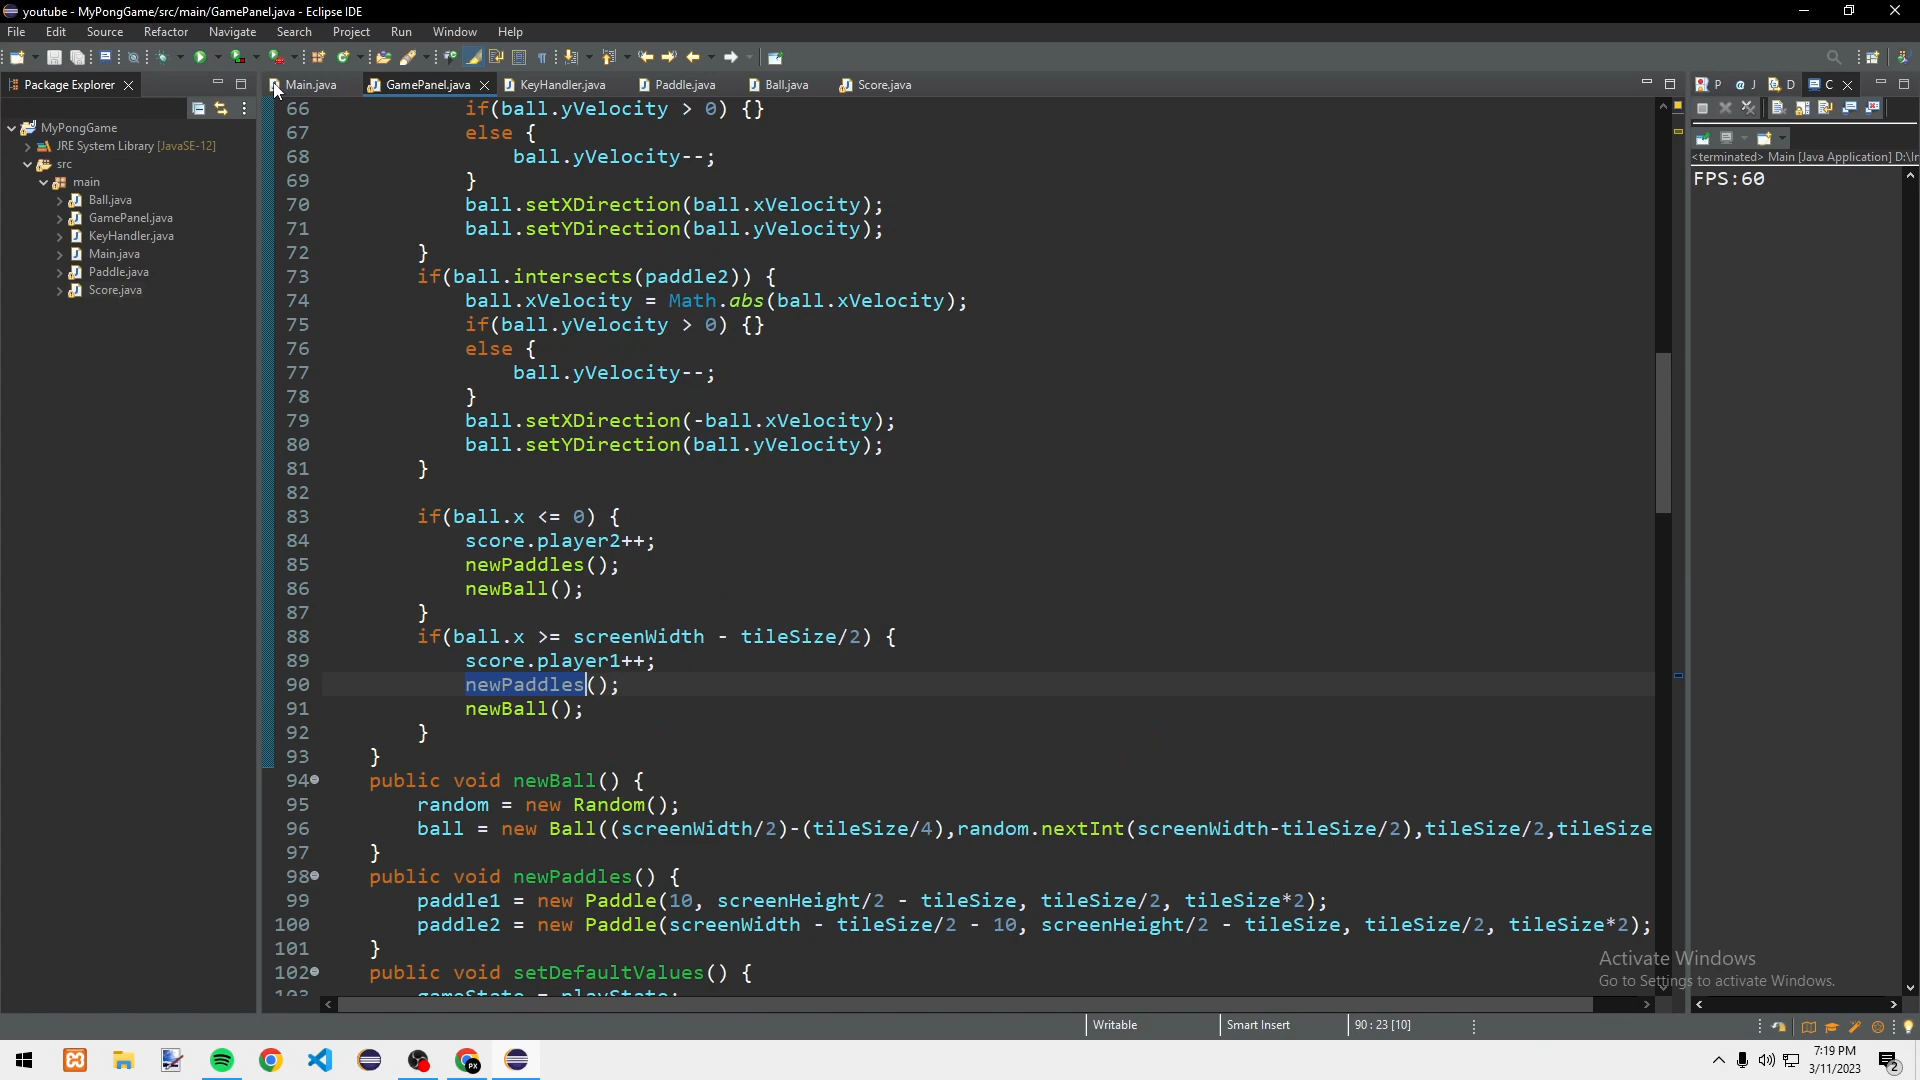 youtube - MyPongGame/src/main/GamePanel.java - Eclipse IDE
File Edit Source Refactor Navigate Search Project Run Window Help
Package Explorer
Main.java GamePanel.java KeyHandler.java Paddle.java Ball.java Score.java
P J D C
MyPongGame
JRE System Library [JavaSE-12]
src
main
Ball.java
GamePanel.java
KeyHandler.java
Main.java
Paddle.java
Score.java
66 if(ball.yVelocity > 0) {}
67 else {
68 ball.yVelocity--;
69 }
70 ball.setXDirection(ball.xVelocity);
71 ball.setYDirection(ball.yVelocity);
72 }
73 if(ball.intersects(paddle2)) {
74 ball.xVelocity = Math.abs(ball.xVelocity);
75 if(ball.yVelocity > 0) {}
76 else {
77 ball.yVelocity--;
78 }
79 ball.setXDirection(-ball.xVelocity);
80 ball.setYDirection(ball.yVelocity);
81 }
82
83 if(ball.x <= 0) {
84 score.player2++;
85 newPaddles();
86 newBall();
87 }
88 if(ball.x >= screenWidth - tileSize/2) {
89 score.player1++;
90 newPaddles();
91 newBall();
92 }
93 }
94 public void newBall() {
95 random = new Random();
96 ball = new Ball((screenWidth/2)-(tileSize/4),random.nextInt(screenWidth-tileSize/2),tileSize/2,tileSize
97 }
98 public void newPaddles() {
99 paddle1 = new Paddle(10, screenHeight/2 - tileSize, tileSize/2, tileSize*2);
100 paddle2 = new Paddle(screenWidth - tileSize/2 - 10, screenHeight/2 - tileSize, tileSize/2, tileSize*2);
101 }
102 public void setDefaultValues() {
103 gameState = playState;
<terminated> Main [Java Application] D:\Ir
FPS:60
Activate Windows
Go to Settings to activate Windows.
Writable Smart Insert 90 : 23 [10]
7:19 PM
3/11/2023
2